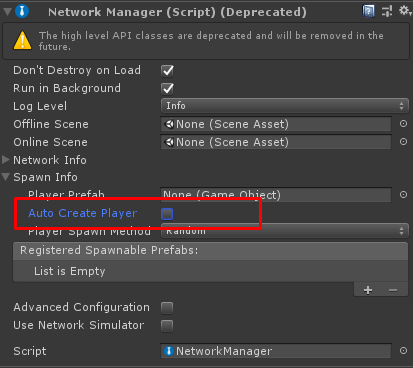 Network Manager (Script) (Deprecated)
The high level API classes are deprecated and will be removed in the
future.
Don't Destroy on Load
Run in Background
Log Level Info
Offline Scene None (Scene Asset)
Online Scene None (Scene Asset)
Network Info
Spawn Info
Player Prefab None (Game Object)
Auto Create Player
Player Spawn Method Random
Registered Spawnable Prefabs:
List is Empty
+ −
Advanced Configuration
Use Network Simulator
Script NetworkManager